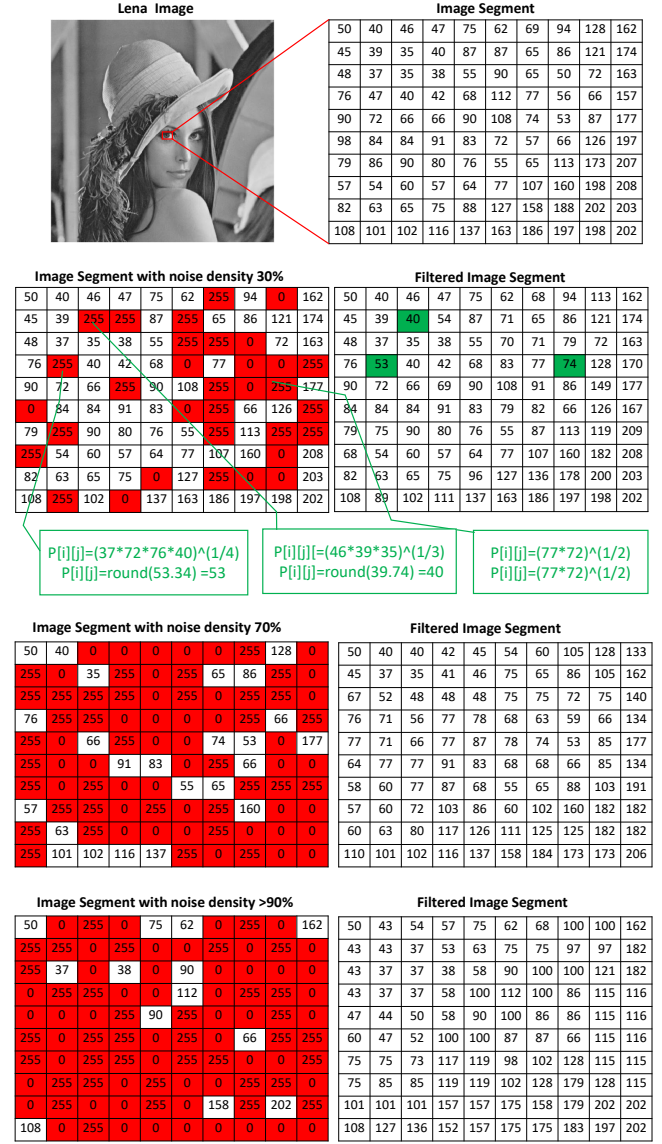 Lena Image
Image Segment
50 40 46 47 75 62 69 94 128 162
45 39 35 40 87 87 65 86 121 174
48 37 35 38 55 90 65 50 72 163
76 47 40 42 68 112 77 56 66 157
90 72 66 66 90 108 74 53 87 177
98 84 84 91 83 72 57 66 126 197
79 86 90 80 76 55 65 113 173 207
57 54 60 57 64 77 107 160 198 208
82 63 65 75 88 127 158 188 202 203
108 101 102 116 137 163 186 197 198 202
Image Segment with noise density 30%
50 40 46 47 75 62 255 94 0 162
45 39 255 255 87 255 65 86 121 174
48 37 35 38 55 255 255 0 72 163
76 255 40 42 68 0 77 0 0 255
90 72 66 255 90 108 255 0 255 177
0 84 84 91 83 0 255 66 126 255
79 255 90 80 76 55 255 113 255 255
255 54 60 57 64 77 107 160 0 208
82 63 65 75 0 127 255 0 0 203
108 255 102 0 137 163 186 197 198 202
Filtered Image Segment
50 40 46 47 75 62 68 94 113 162
45 39 40 54 87 71 65 86 121 174
48 37 35 38 55 70 71 79 72 163
76 53 40 42 68 83 77 74 128 170
90 72 66 69 90 108 91 86 149 177
84 84 84 91 83 79 82 66 126 167
79 75 90 80 76 55 87 113 119 209
68 54 60 57 64 77 107 160 182 208
82 63 65 75 96 127 136 178 200 203
108 89 102 111 137 163 186 197 198 202
P[i][j]=(37*72*76*40)^(1/4)
P[i][j]=round(53.34) =53
P[i][j][=(46*39*35)^(1/3)
P[i][j]=round(39.74) =40
P[i][j]=(77*72)^(1/2)
P[i][j]=(77*72)^(1/2)
Image Segment with noise density 70%
50 40 0 0 0 0 0 255 128 0
255 0 35 255 0 255 65 86 255 0
255 255 255 255 0 255 0 0 0 0
76 255 255 0 0 0 0 255 66 255
255 0 66 255 0 0 74 53 0 177
255 0 0 91 83 0 255 66 0 0
255 0 255 0 0 55 65 255 255 255
57 255 255 0 255 0 255 160 0 0
255 63 255 0 0 0 255 0 0 0
255 101 102 116 137 255 0 255 0 0
Filtered Image Segment
50 40 40 42 45 54 60 105 128 133
45 37 35 41 46 75 65 86 105 162
67 52 48 48 48 75 75 72 75 140
76 71 56 77 78 68 63 59 66 134
77 71 66 77 87 78 74 53 85 177
64 77 77 91 83 68 68 66 85 134
58 60 77 87 68 55 65 88 103 191
57 60 72 103 86 60 102 160 182 182
60 63 80 117 126 111 125 125 182 182
110 101 102 116 137 158 184 173 173 206
Image Segment with noise density >90%
50 0 255 0 75 62 0 255 0 162
255 255 0 255 0 0 255 0 255 0
255 37 0 38 0 90 0 0 0 0
0 255 255 0 0 112 0 255 255 0
0 0 0 255 90 255 0 0 255 0
255 0 255 0 255 0 0 66 255 255
255 0 255 255 255 255 255 255 0 0
0 255 255 0 255 0 0 255 255 0
0 255 0 255 0 158 255 202 255
108 0 0 255 0 0 0 0 0 0
Filtered Image Segment
50 43 54 57 75 62 68 100 100 162
43 43 37 53 63 75 75 97 97 182
43 37 37 38 58 90 100 100 121 182
43 37 37 58 100 112 100 86 115 116
47 44 50 58 90 100 86 86 115 116
60 47 52 100 100 87 87 66 115 116
75 75 73 117 119 98 102 128 115 115
75 85 85 119 119 102 128 179 128 115
101 101 101 157 157 175 158 179 202 202
108 127 136 152 157 175 175 183 197 202